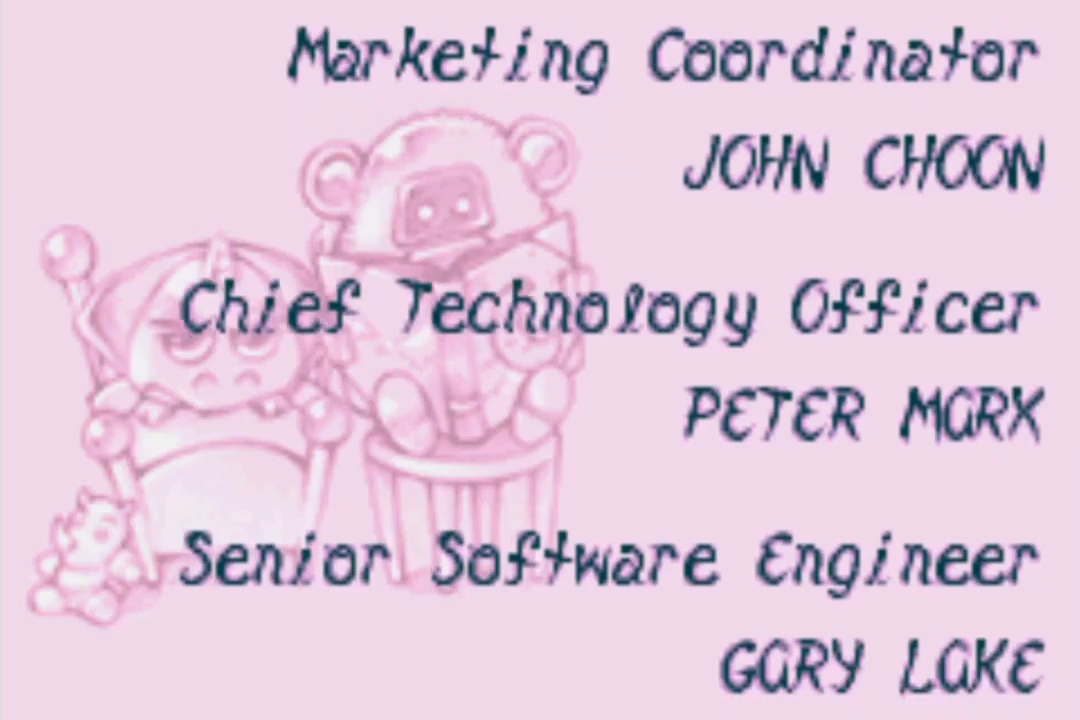 Marketing Coordinator
JOHN CHOON
Chief Technology Officer
PETER MARX
Senior Software Engineer
GARY LAKE